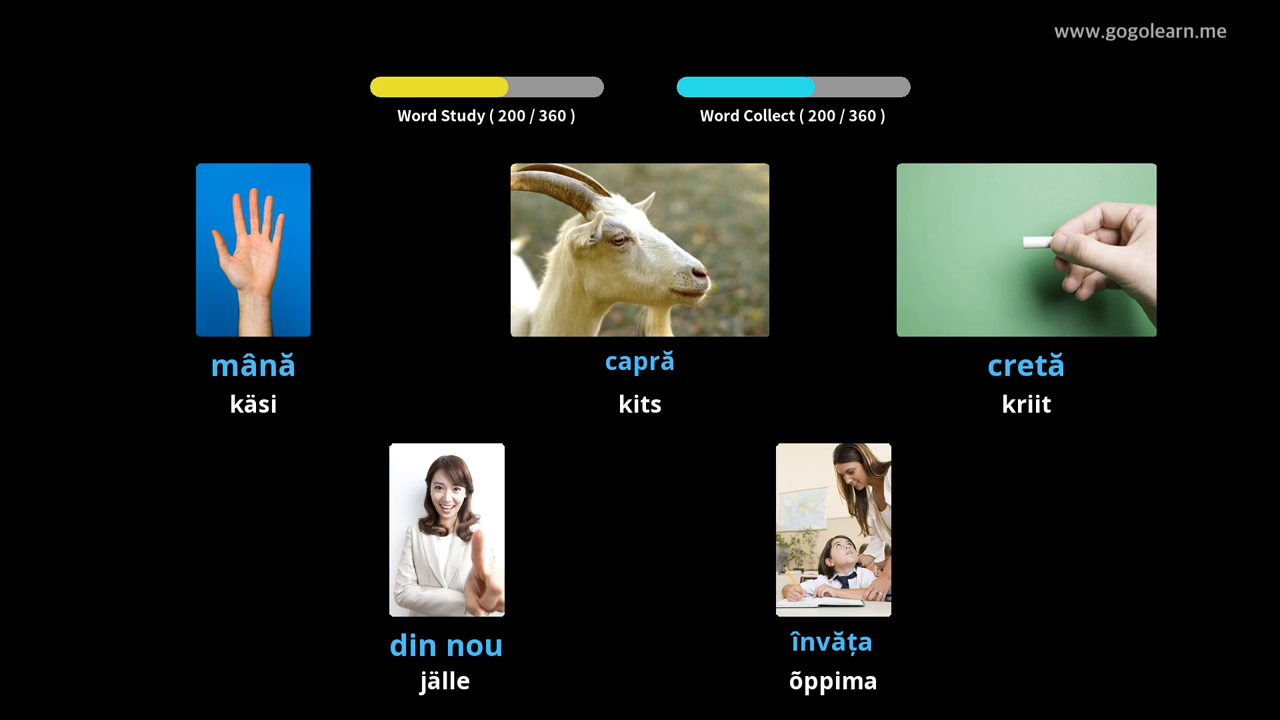 www.gogolearn.me
Word Study ( 200 / 360 )
Word Collect ( 200 / 360 )
mână
capră
cretă
käsi
kits
kriit
din nou
învăța
jälle
õppima